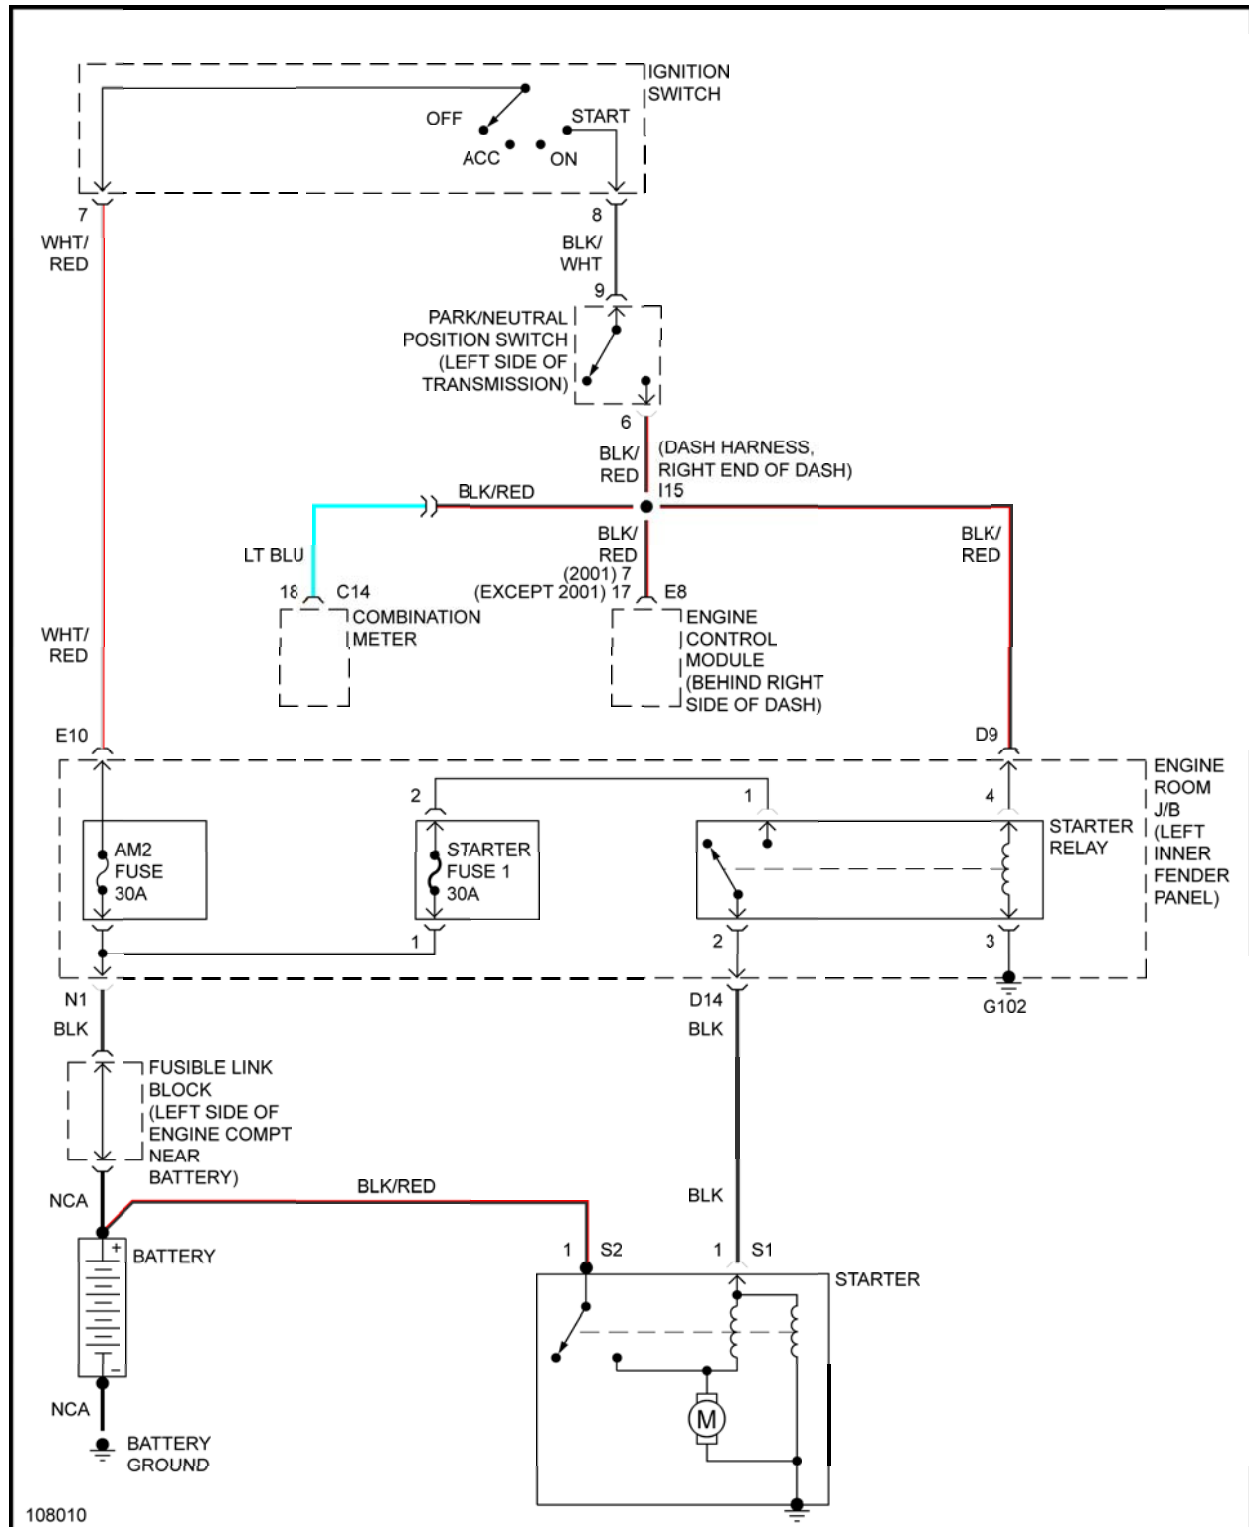 IGNITION
SWITCH
OFF
START
ACC
ON
7
8
WHT/
RED
BLK/
WHT
9
PARK/NEUTRAL
POSITION SWITCH
(LEFT SIDE OF
TRANSMISSION)
6
BLK/
RED
(DASH HARNESS,
RIGHT END OF DASH)
I15
BLK/RED
BLK/
RED
BLK/
RED
LT BLU
(2001) 7
(EXCEPT 2001) 17
E8
18
C14
COMBINATION
METER
ENGINE
CONTROL
MODULE
(BEHIND RIGHT
SIDE OF DASH)
WHT/
RED
E10
D9
ENGINE
ROOM
J/B
(LEFT
INNER
FENDER
PANEL)
2
1
4
AM2
FUSE
30A
STARTER
FUSE 1
30A
STARTER
RELAY
1
2
3
N1
D14
G102
BLK
BLK
FUSIBLE LINK
BLOCK
(LEFT SIDE OF
ENGINE COMPT
NEAR
BATTERY)
NCA
BLK/RED
BLK
1
S2
1
S1
+
BATTERY
STARTER
−
M
NCA
BATTERY
GROUND
108010